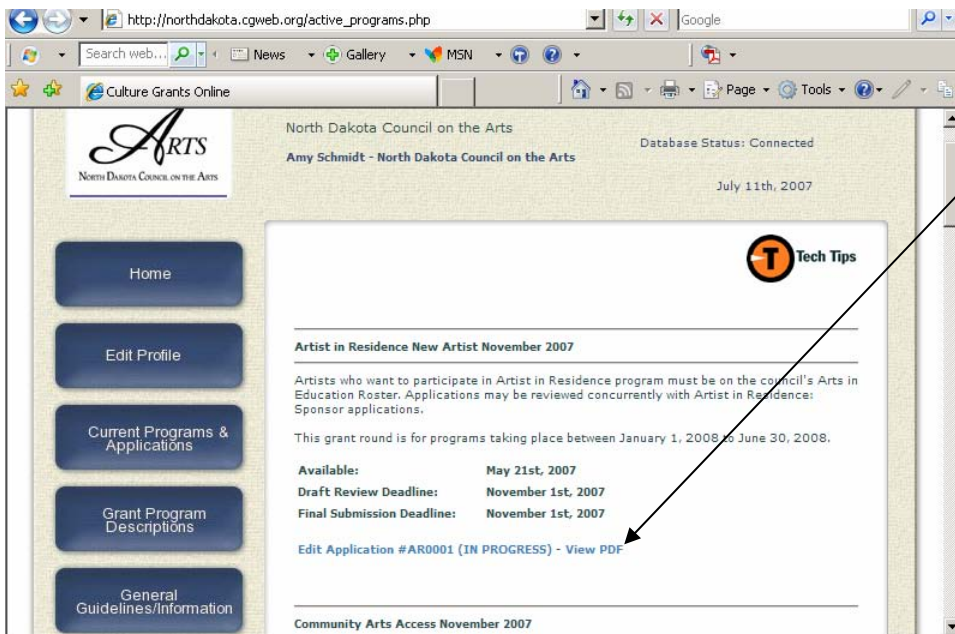 http://northdakota.cgweb.org/active_programs.php
Google
Search web...
News
Gallery
MSN
Culture Grants Online
Page
Tools
ARTS
NORTH DAKOTA COUNCIL ON THE ARTS
North Dakota Council on the Arts
Amy Schmidt - North Dakota Council on the Arts
Database Status: Connected
July 11th, 2007
Home
Edit Profile
Current Programs &
Applications
Grant Program
Descriptions
General
Guidelines/Information
T Tech Tips
Artist in Residence New Artist November 2007
Artists who want to participate in Artist in Residence program must be on the council's Arts in
Education Roster. Applications may be reviewed concurrently with Artist in Residence:
Sponsor applications.
This grant round is for programs taking place between January 1, 2008 to June 30, 2008.
Available: May 21st, 2007
Draft Review Deadline: November 1st, 2007
Final Submission Deadline: November 1st, 2007
Edit Application #AR0001 (IN PROGRESS) - View PDF
Community Arts Access November 2007